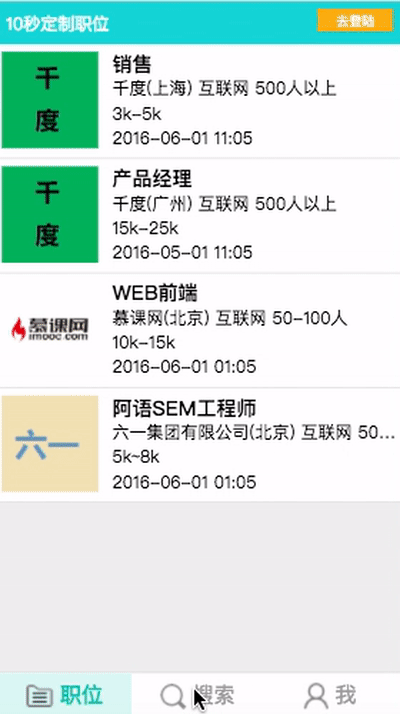 10秒定制职位
去登陆
千
度
销售
千度(上海) 互联网 500人以上
3k-5k
2016-06-01 11:05
千
度
产品经理
千度(广州) 互联网 500人以上
15k-25k
2016-05-01 11:05
慕课网
imooc.com
WEB前端
慕课网(北京) 互联网 50-100人
10k-15k
2016-06-01 01:05
六一
阿语SEM工程师
六一集团有限公司(北京) 互联网 50...
5k~8k
2016-06-01 01:05
职位
搜索
我